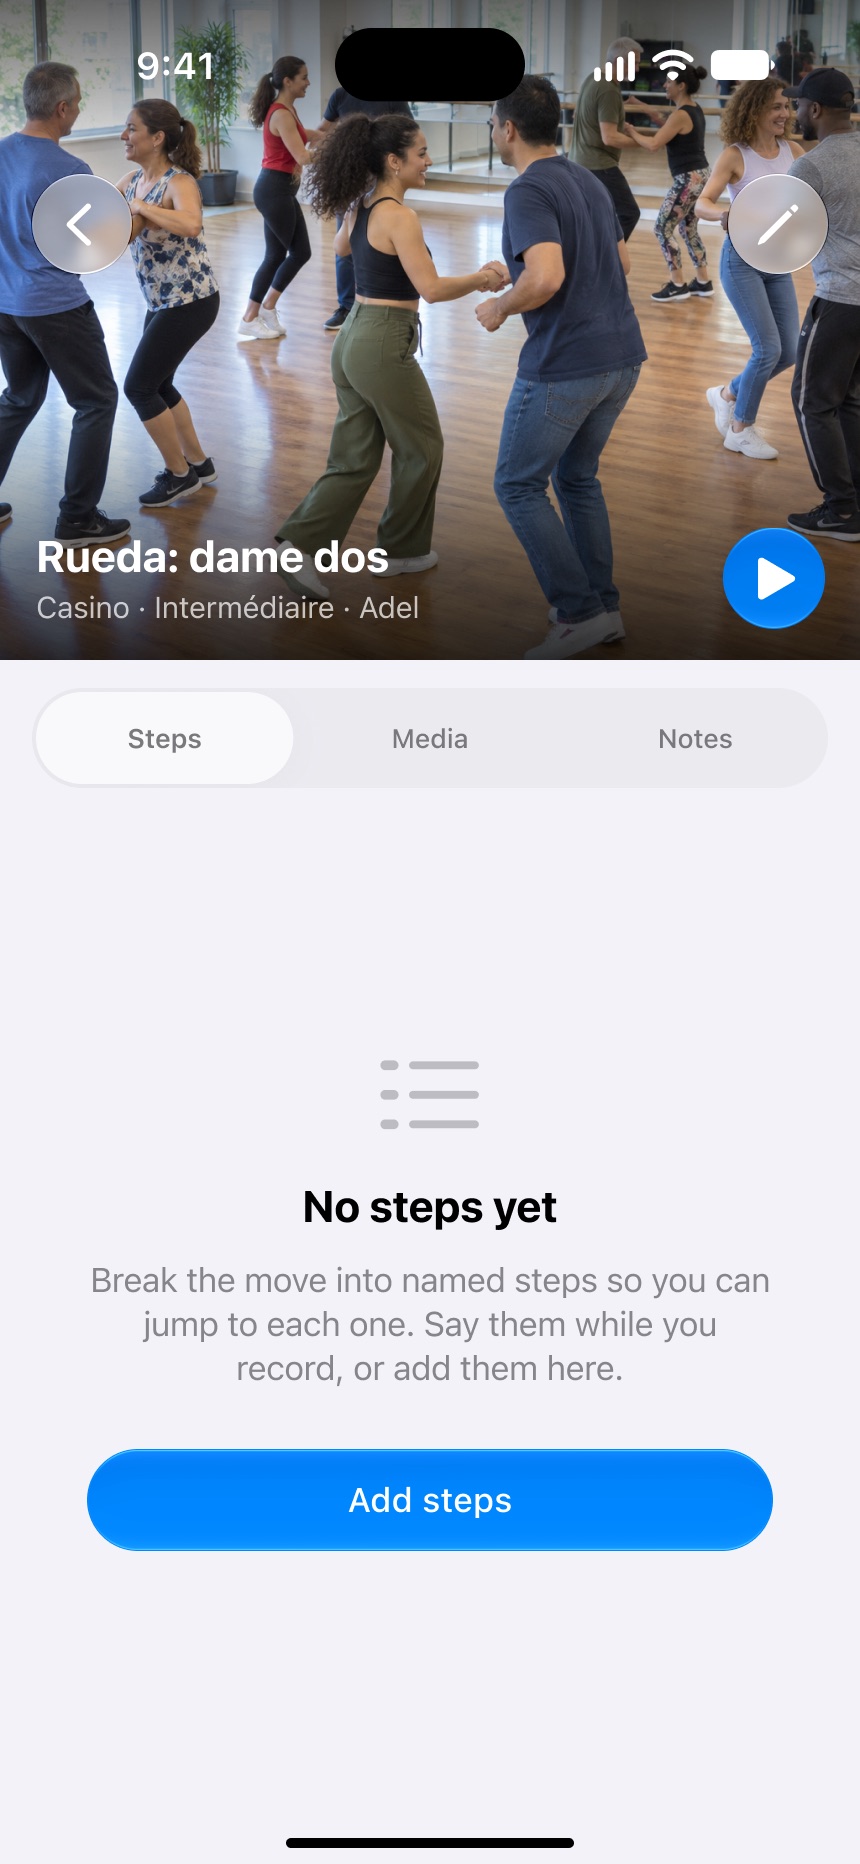 9:41
Rueda: dame dos
Casino · Intermédiaire · Adel
Steps
Media
Notes
No steps yet
Break the move into named steps so you can
jump to each one. Say them while you
record, or add them here.
Add steps